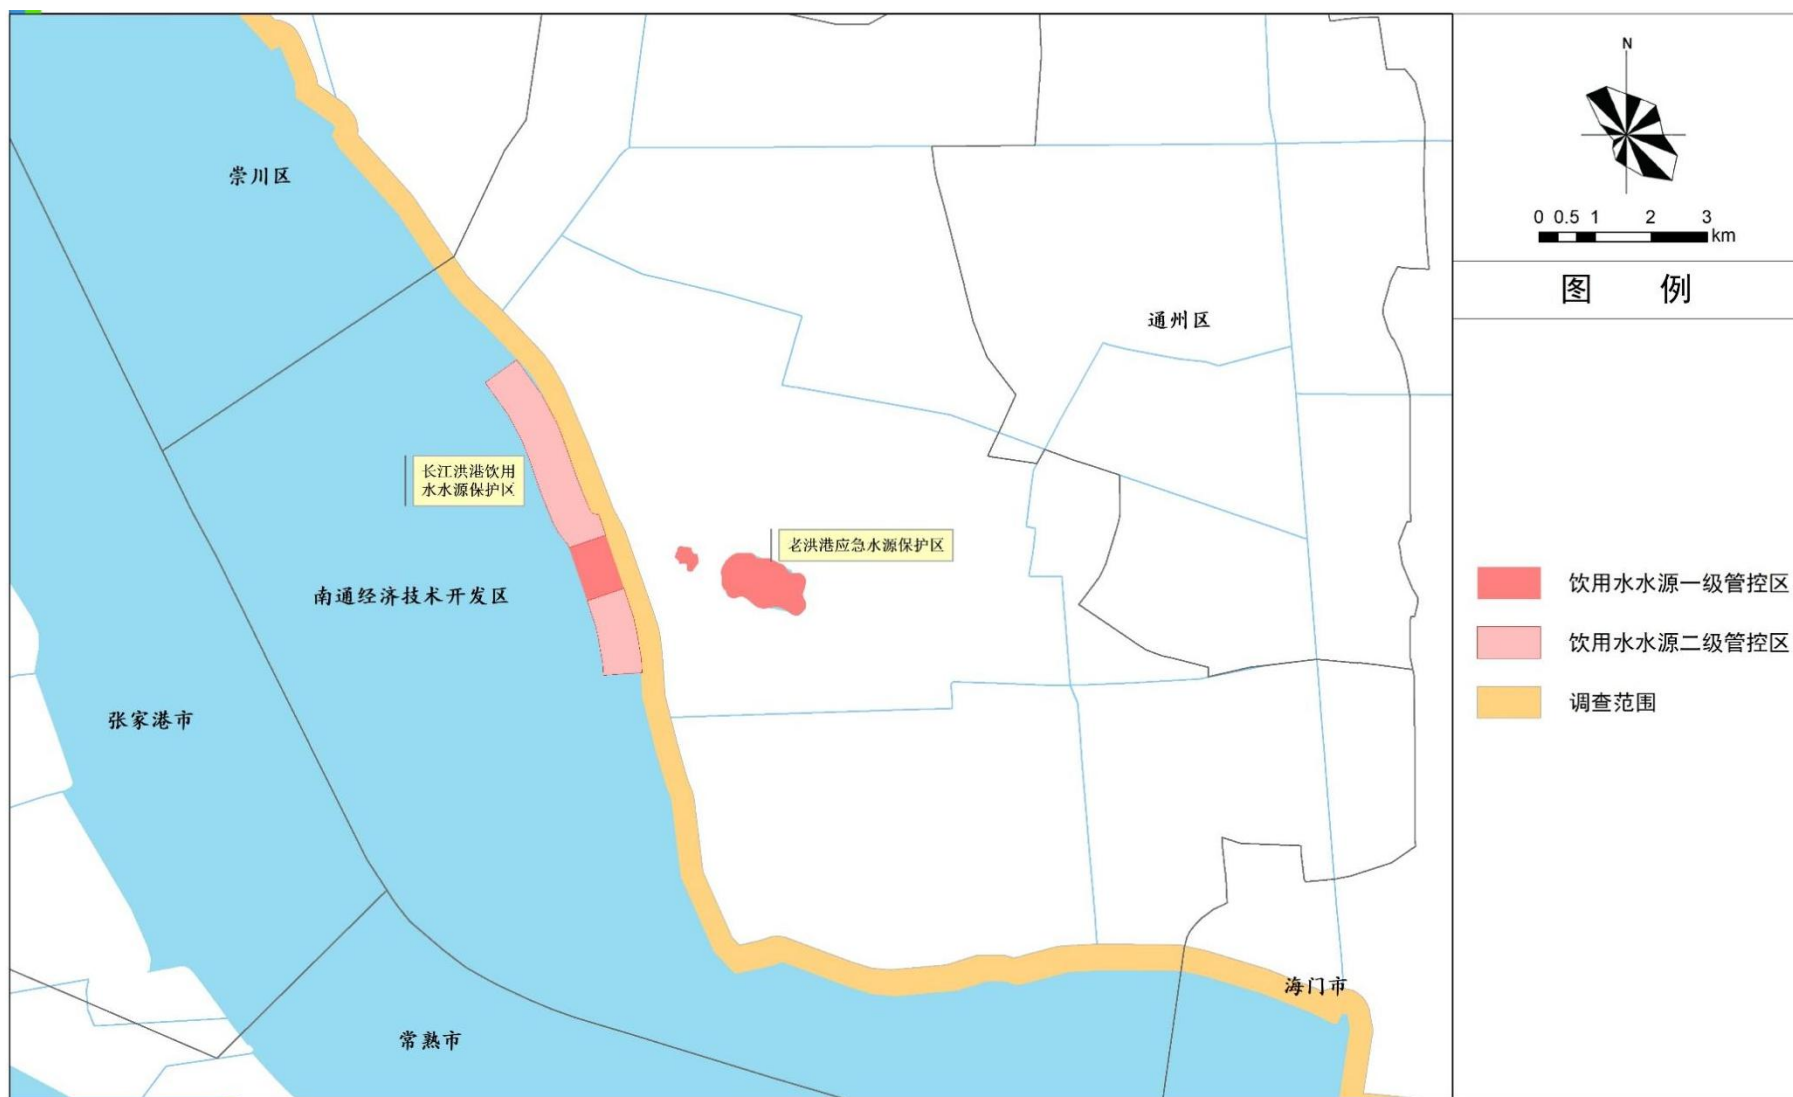 N
0 0.5 1 2 3
km
图 例
崇川区
通州区
长江洪港饮用
水水源保护区
老洪港应急水源保护区
南通经济技术开发区
饮用水水源一级管控区
饮用水水源二级管控区
调查范围
张家港市
海门市
常熟市